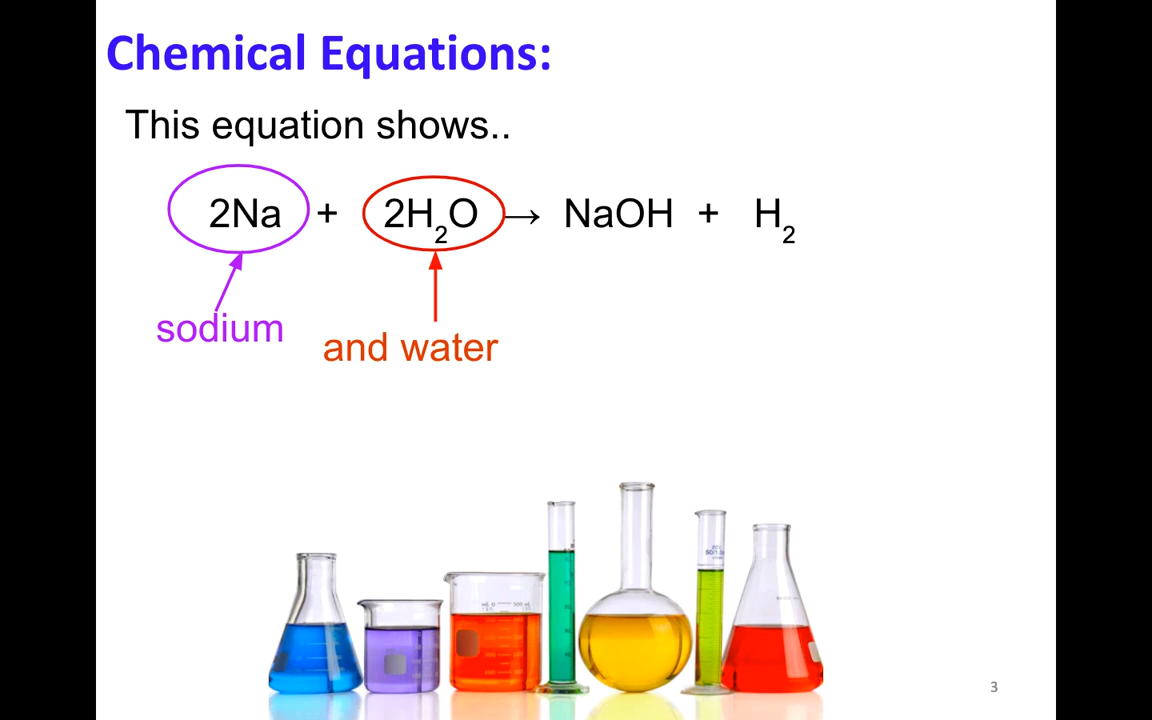 Chemical Equations:
This equation shows..
2Na + 2H₂O → NaOH + H₂
sodium
and water
3